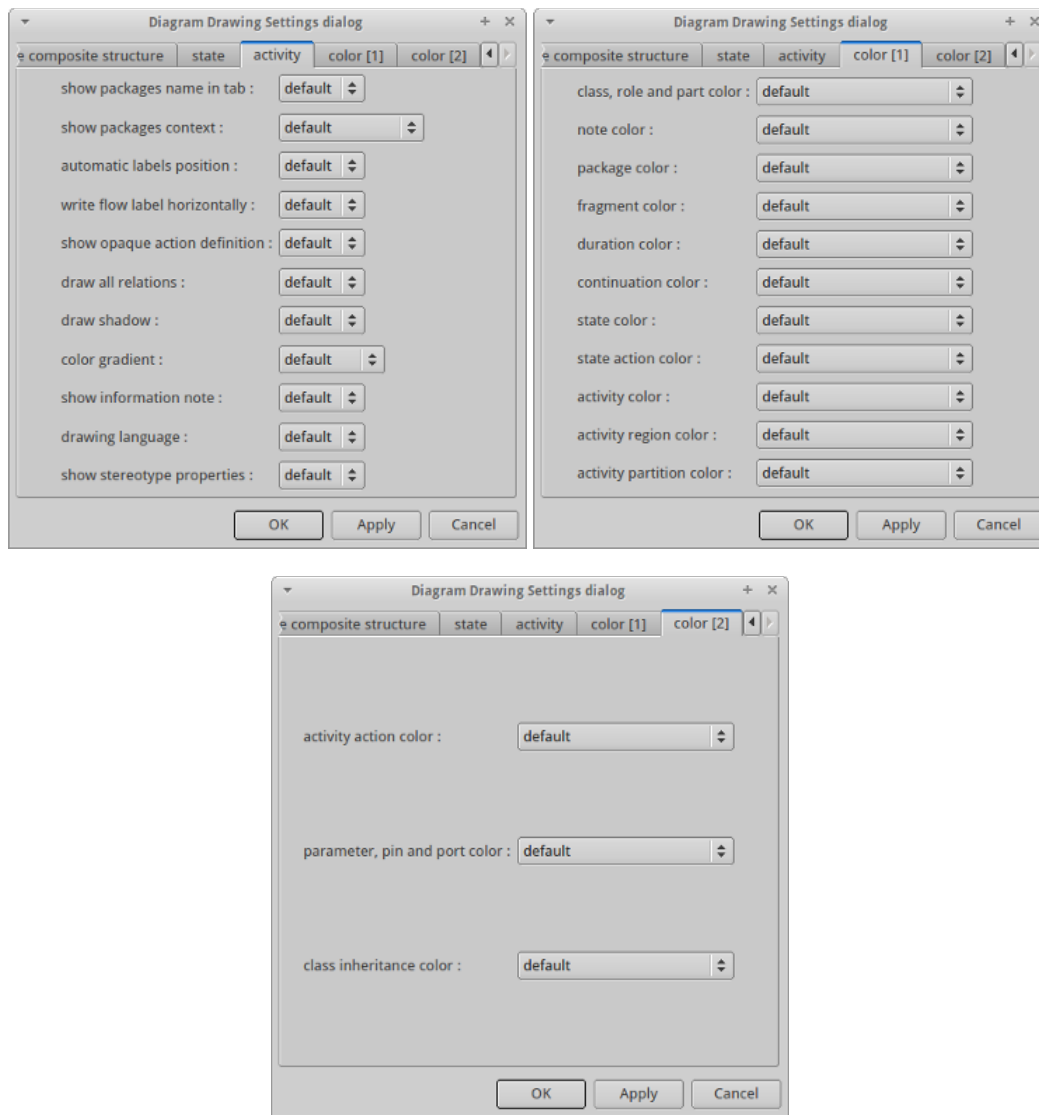 Diagram Drawing Settings dialog
e composite structure state activity color [1] color [2]
show packages name in tab : default
show packages context : default
automatic labels position : default
write flow label horizontally : default
show opaque action definition : default
draw all relations : default
draw shadow : default
color gradient : default
show information note : default
drawing language : default
show stereotype properties : default
OK Apply Cancel
Diagram Drawing Settings dialog
e composite structure state activity color [1] color [2]
class, role and part color : default
note color : default
package color : default
fragment color : default
duration color : default
continuation color : default
state color : default
state action color : default
activity color : default
activity region color : default
activity partition color : default
OK Apply Cancel
Diagram Drawing Settings dialog
e composite structure state activity color [1] color [2]
activity action color : default
parameter, pin and port color : default
class inheritance color : default
OK Apply Cancel